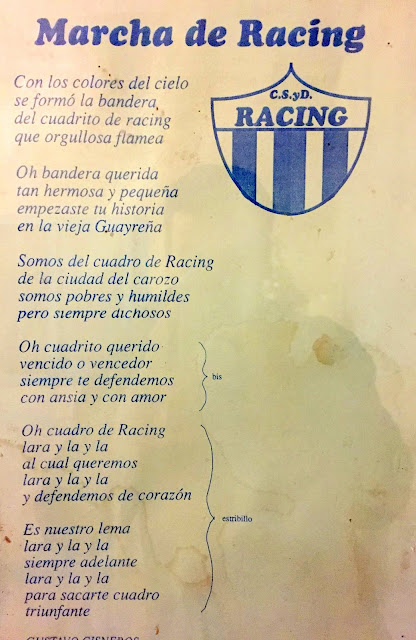 Marcha de Racing
C.S.yD.
RACING
Con los colores del cielo
se formó la bandera
del cuadrito de racing
que orgullosa flamea
Oh bandera querida
tan hermosa y pequeña
empezaste tu historia
en la vieja Guayreña
Somos del cuadro de Racing
de la ciudad del carozo
somos pobres y humildes
pero siempre dichosos
Oh cuadrito querido
vencido o vencedor
siempre te defendemos
con ansia y con amor
bis
Oh cuadro de Racing
lara y la y la
al cual queremos
lara y la y la
y defendemos de corazón
Es nuestro lema
lara y la y la
siempre adelante
lara y la y la
para sacarte cuadro
triunfante
estribillo
GUSTAVO CISNEROS